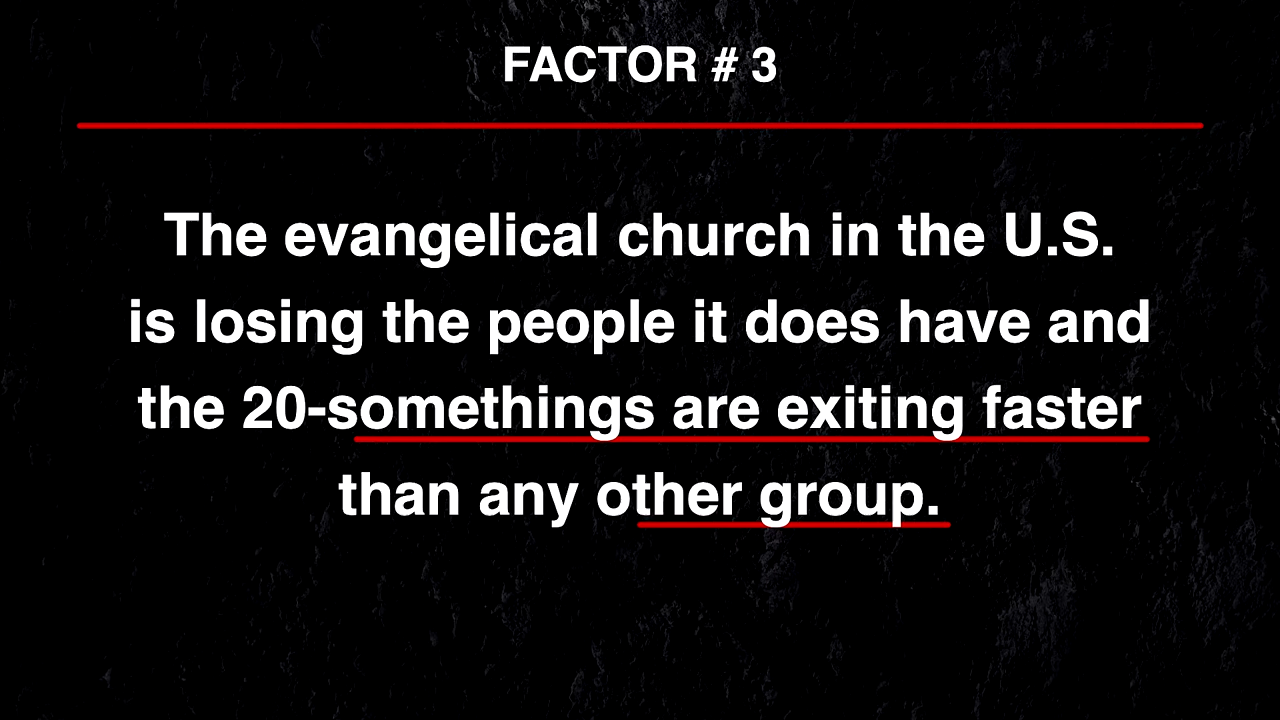 FACTOR # 3
The evangelical church in the U.S.
is losing the people it does have and
the 20-somethings are exiting faster
than any other group.